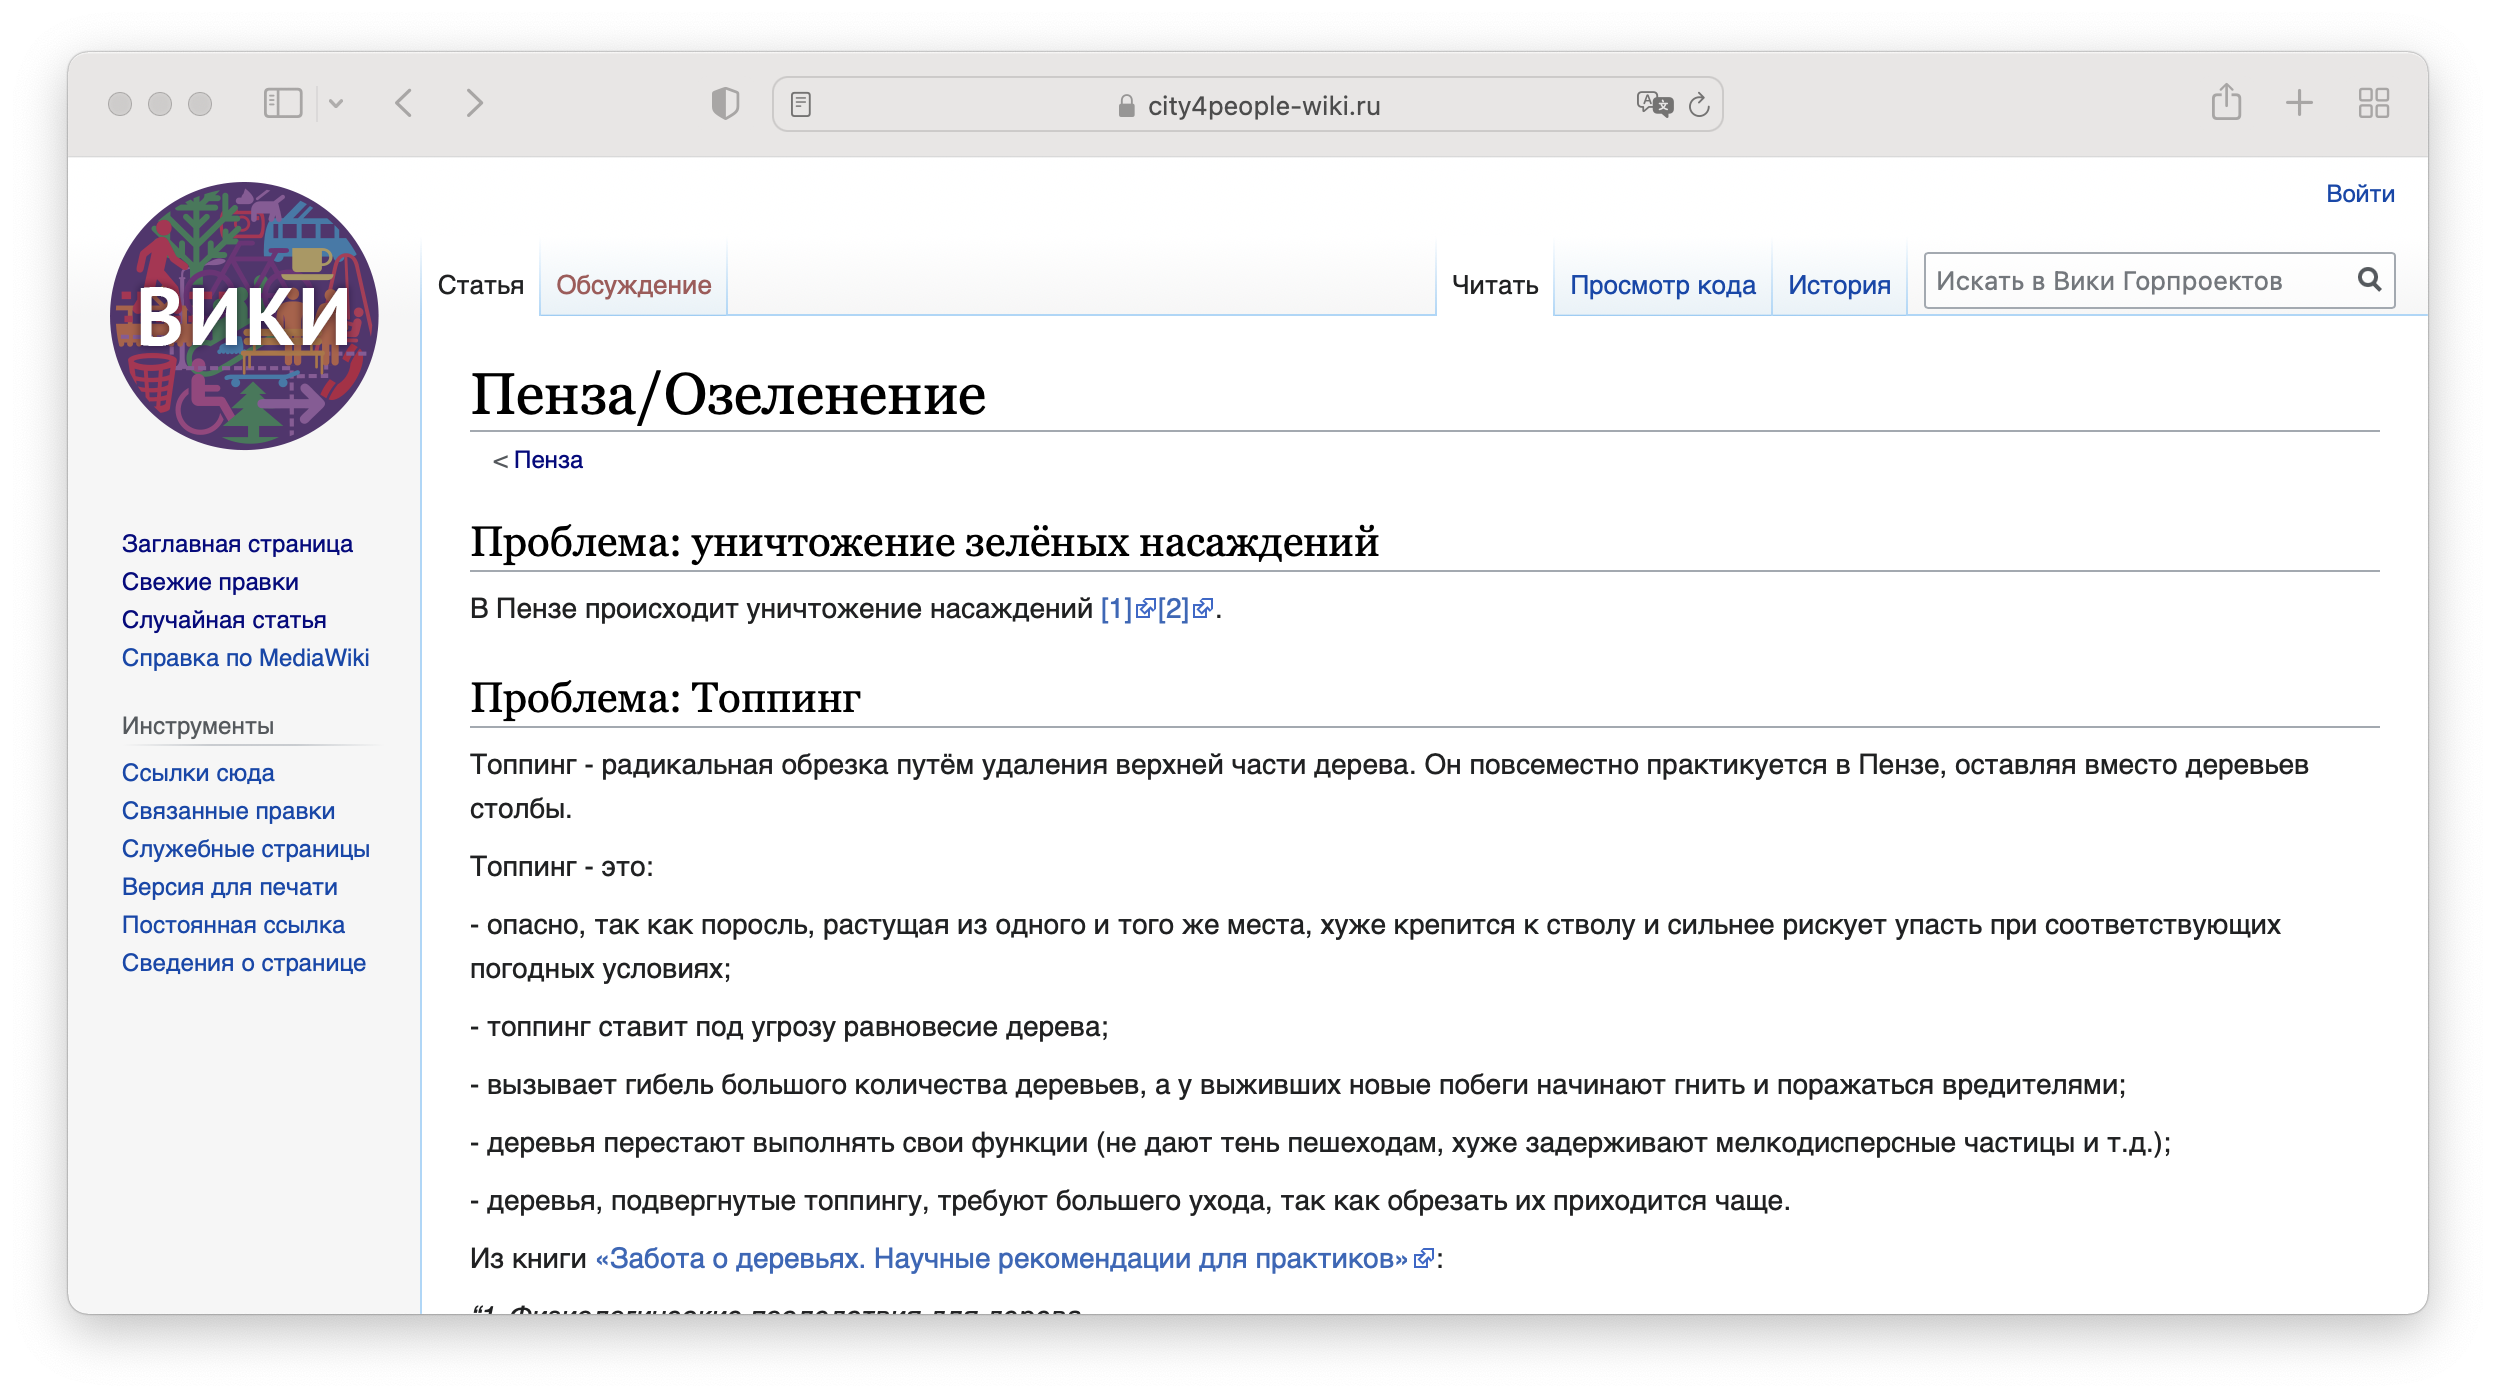 city4people-wiki.ru
ВИКИ
Войти
Статья
Обсуждение
Читать
Просмотр кода
История
Искать в Вики Горпроектов
Заглавная страница
Свежие правки
Случайная статья
Справка по MediaWiki
Инструменты
Ссылки сюда
Связанные правки
Служебные страницы
Версия для печати
Постоянная ссылка
Сведения о странице
Пенза/Озеленение
< Пенза
Проблема: уничтожение зелёных насаждений
В Пензе происходит уничтожение насаждений [1][2].
Проблема: Топпинг
Топпинг - радикальная обрезка путём удаления верхней части дерева. Он повсеместно практикуется в Пензе, оставляя вместо деревьев
столбы.
Топпинг - это:
- опасно, так как поросль, растущая из одного и того же места, хуже крепится к стволу и сильнее рискует упасть при соответствующих
погодных условиях;
- топпинг ставит под угрозу равновесие дерева;
- вызывает гибель большого количества деревьев, а у выживших новые побеги начинают гнить и поражаться вредителями;
- деревья перестают выполнять свои функции (не дают тень пешеходам, хуже задерживают мелкодисперсные частицы и т.д.);
- деревья, подвергнутые топпингу, требуют большего ухода, так как обрезать их приходится чаще.
Из книги «Забота о деревьях. Научные рекомендации для практиков»:
“1. Физиологические последствия для дерева